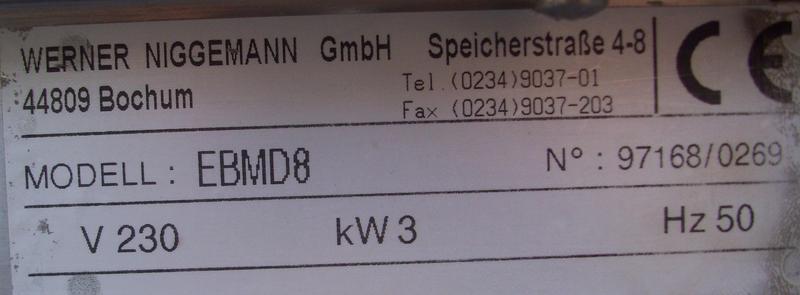 WERNER NIGGEMANN GmbH Speicherstraße 4-8
44809 Bochum Tel.(0234)9037-01
Fax (0234)9037-203
CE
MODELL: EBMD8 N°: 97168/0269
V 230 kW 3 Hz 50